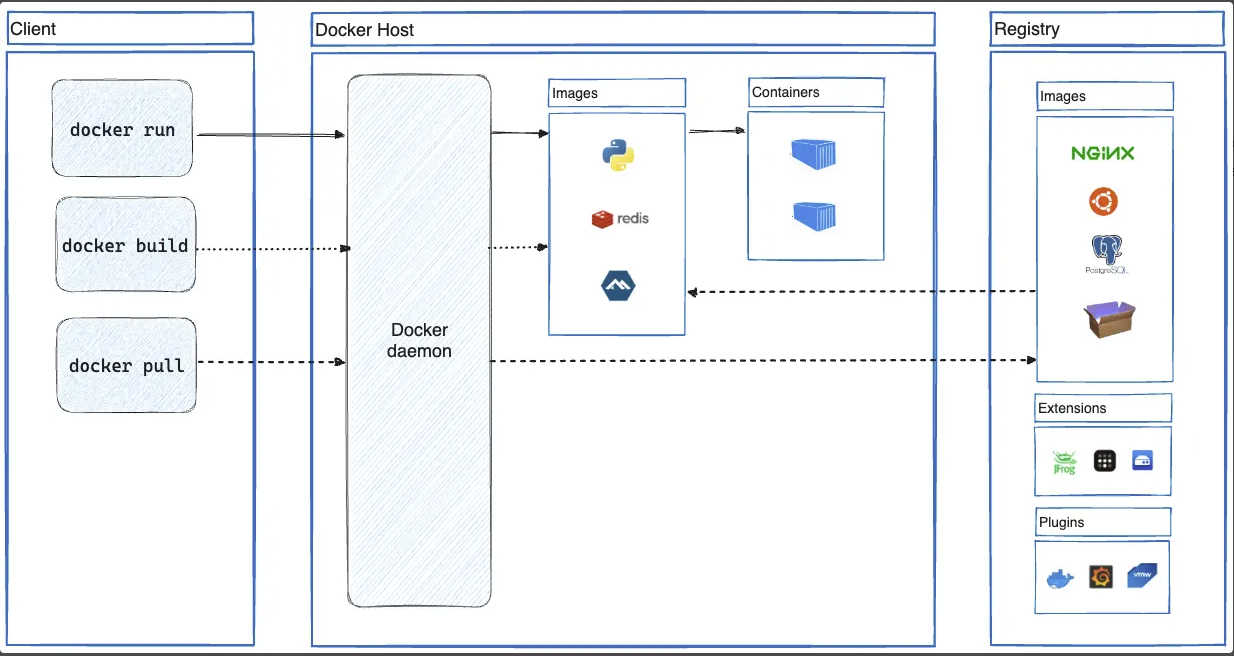 Client
docker run
docker build
docker pull
Docker Host
Docker
daemon
Images
redis
Containers
Registry
Images
NGINX
PostgreSQL
Extensions
JFrog
Plugins
vmw